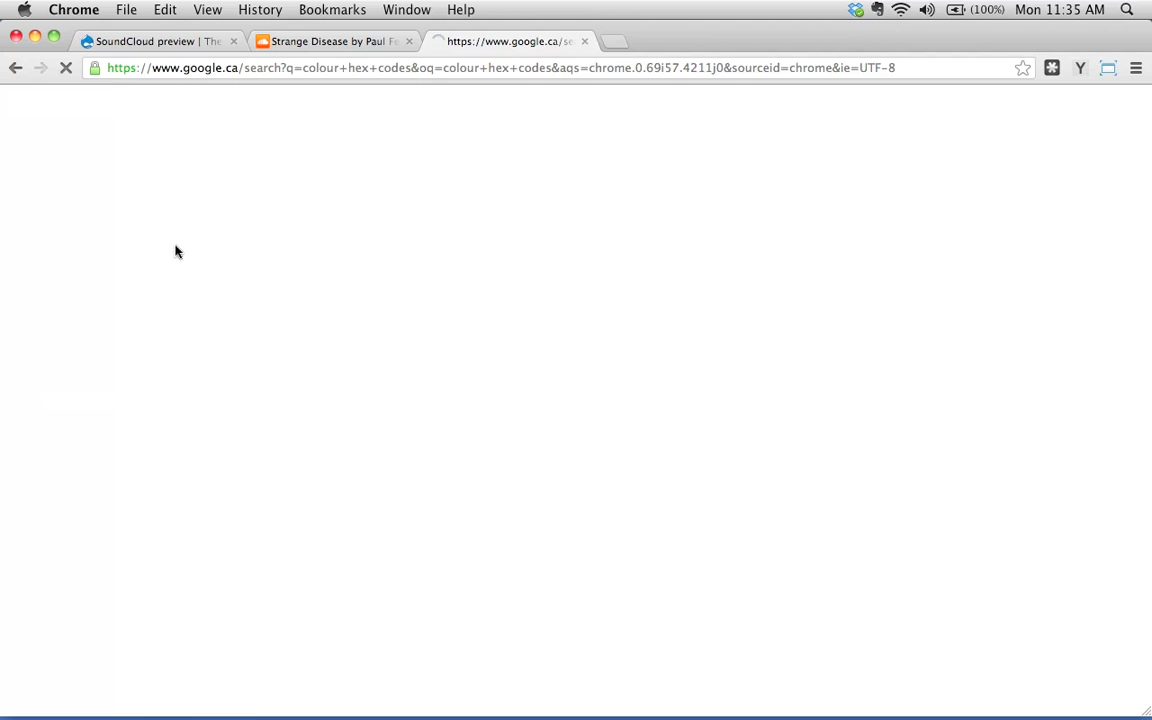 Chrome File Edit View History Bookmarks Window Help (100%) Mon 11:35 AM
SoundCloud preview | The Strange Disease by Paul Fe https://www.google.ca/se
https://www.google.ca/search?q=colour+hex+codes&oq=colour+hex+codes&aqs=chrome.0.69i57.4211j0&sourceid=chrome&ie=UTF-8 Y